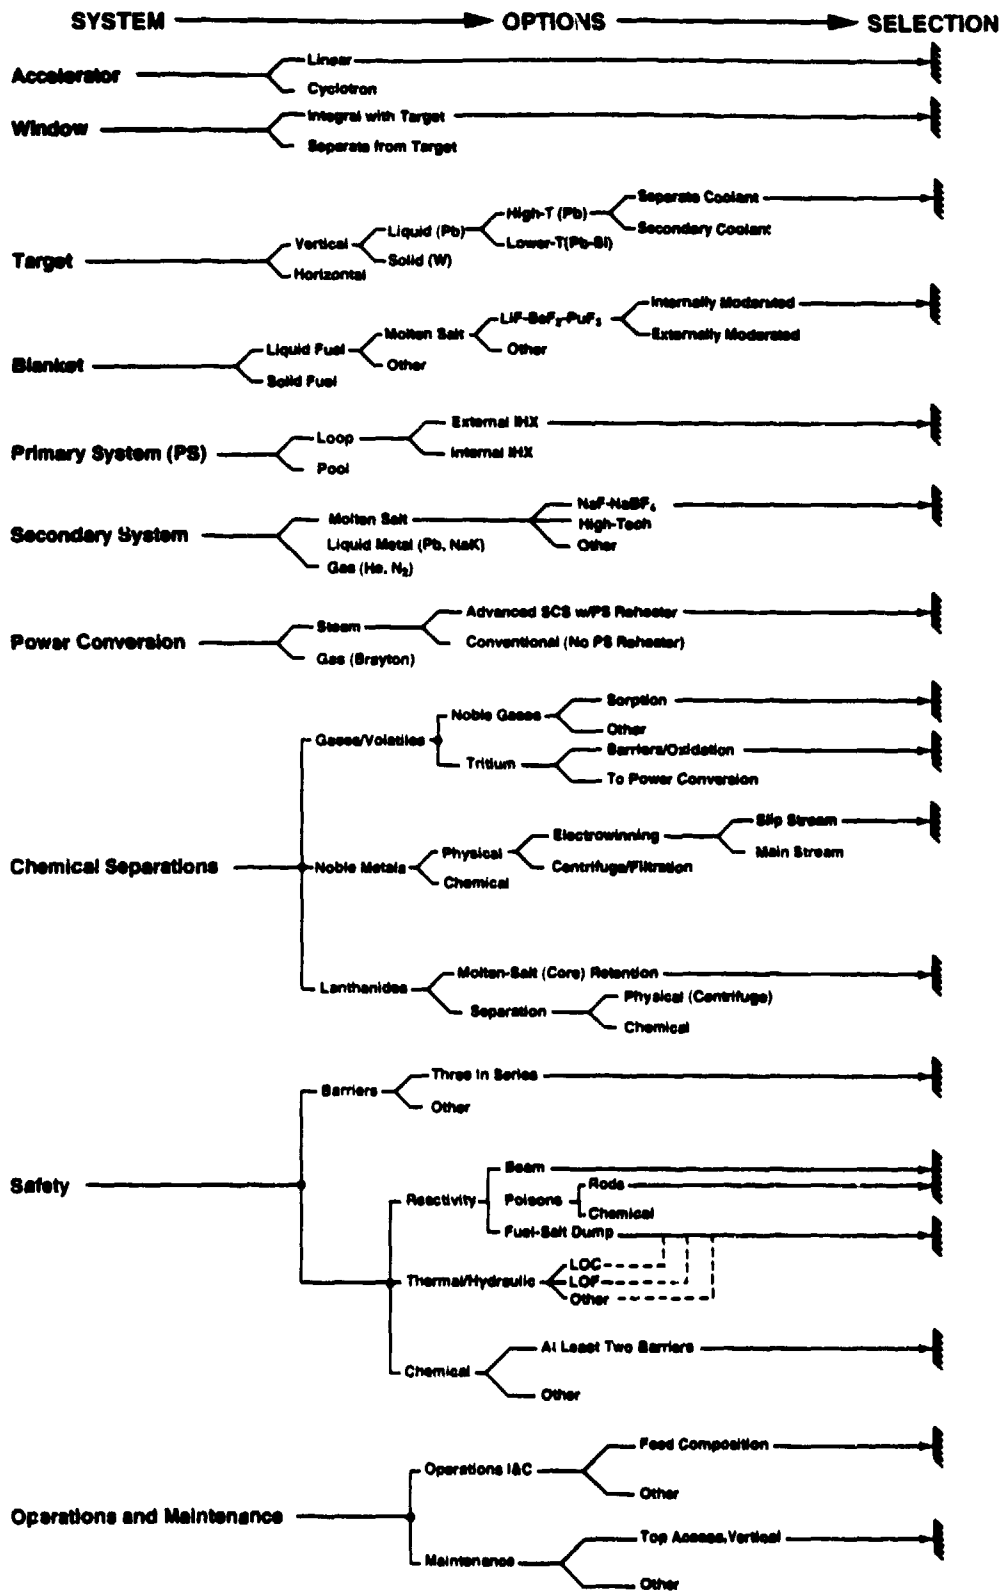 SYSTEM OPTIONS SELECTION
Linear
Accelerator
Cyclotron
Integral with Target
Window
Separate from Target
Separate Coolant
High-T (Pb)
Liquid (Pb)
Secondary Coolant
Vertical
Lower-T(Pb-Bi)
Target
Solid (W)
Horizontal
Internally Moderated
LiF-BeF₂-PuF₃
Molten Salt
Externally Moderated
Liquid Fuel
Other
Blanket
Other
Solid Fuel
External IHX
Loop
Primary System (PS)
Internal IHX
Pool
NaF-NaBF₄
Molten Salt
High-Tech
Secondary System
Liquid Metal (Pb, NaK)
Other
Gas (He, N₂)
Advanced SCS w/PS Reheater
Steam
Power Conversion
Conventional (No PS Reheater)
Gas (Brayton)
Sorption
Noble Gases
Other
Gases/Volatiles
Barriers/Oxidation
Tritium
To Power Conversion
Slip Stream
Electrowinning
Physical
Main Stream
Chemical Separations
Noble Metals
Centrifuge/Filtration
Chemical
Molten-Salt (Core) Retention
Lanthanides
Physical (Centrifuge)
Separation
Chemical
Three in Series
Barriers
Other
Beam
Safety
Rods
Reactivity
Poisons
Chemical
Fuel-Salt Dump
LOC
Thermal/Hydraulic
LOF
Other
At Least Two Barriers
Chemical
Other
Feed Composition
Operations I&C
Other
Operations and Maintenance
Top Access,Vertical
Maintenance
Other